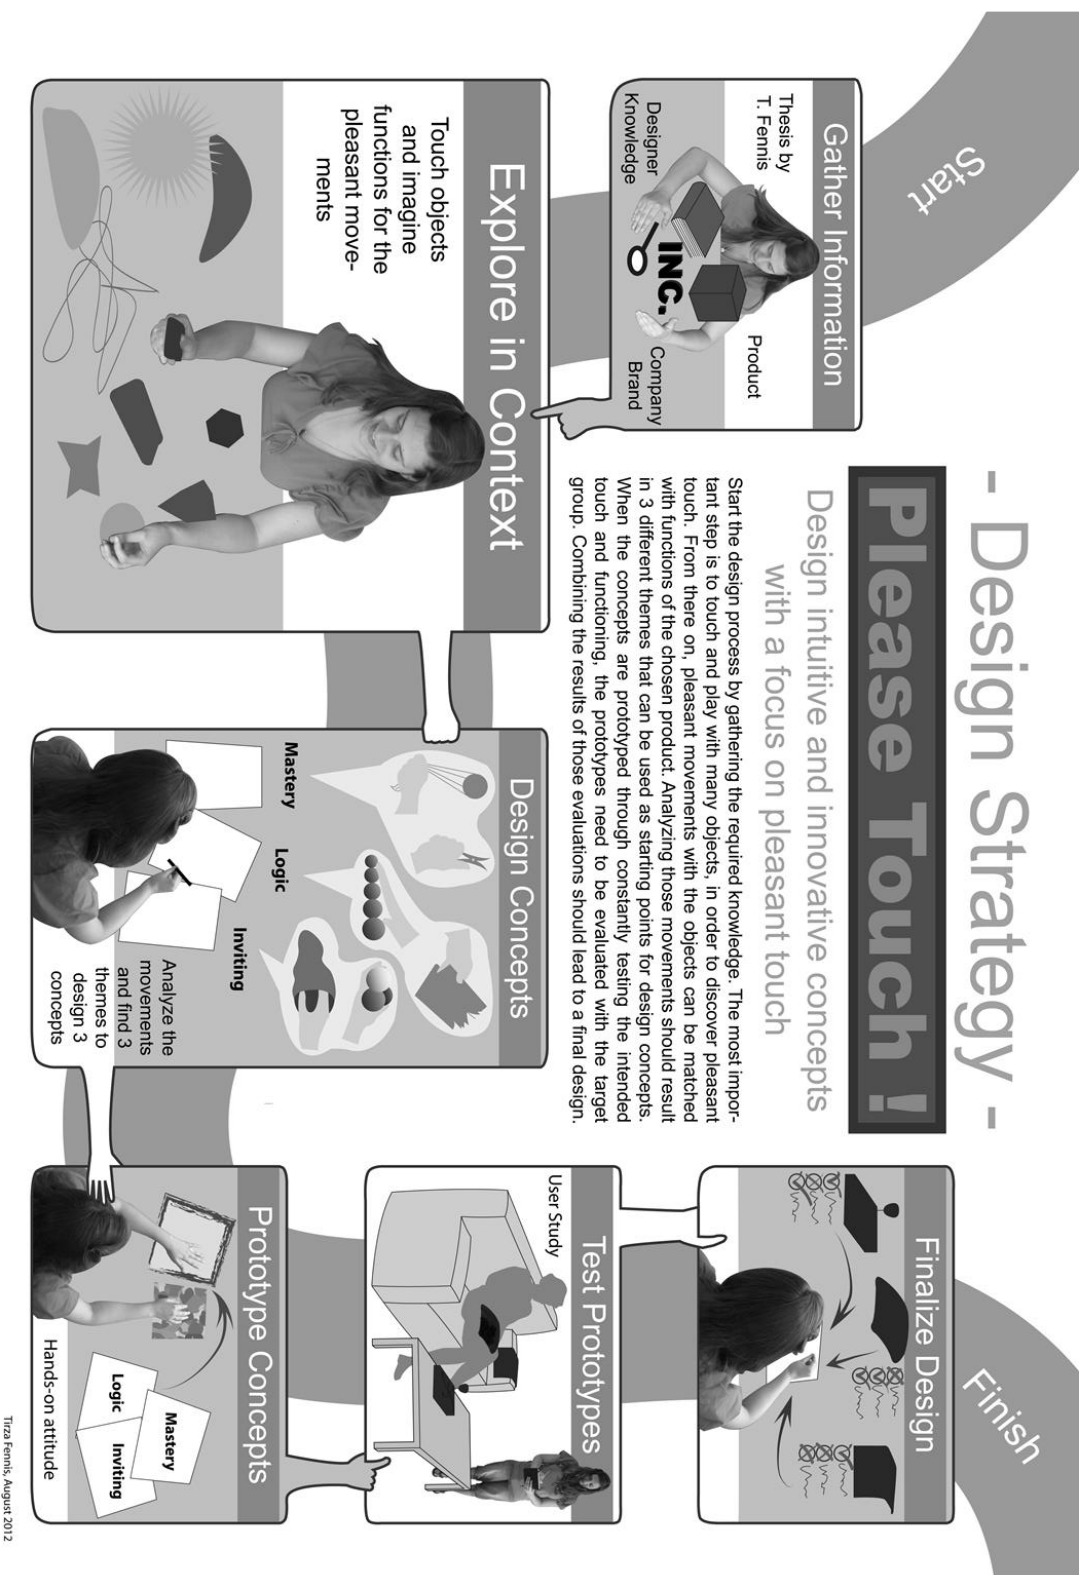 - Design Strategy -
Please Touch !
Design intuitive and innovative concepts
with a focus on pleasant touch
Start the design process by gathering the required knowledge. The most impor-
tant step is to touch and play with many objects, in order to discover pleasant
touch. From there on, pleasant movements with the objects can be matched
with functions of the chosen product. Analyzing those movements should result
in 3 different themes that can be used as starting points for design concepts.
When the concepts are prototyped through constantly testing the intended
touch and functioning, the prototypes need to be evaluated with the target
group. Combining the results of those evaluations should lead to a final design.
Start
Gather Information
Thesis by
T. Fennis
Product
Designer
Knowledge
INC.
Company
Brand
Explore in Context
Touch objects
and imagine
functions for the
pleasant move-
ments
Design Concepts
Mastery
Logic
Inviting
Analyze the
movements
and find 3
themes to
design 3
concepts
Prototype Concepts
Mastery
Logic
Inviting
Hands-on attitude
Test Prototypes
User Study
Finalize Design
Finish
Tirza Fennis, August 2012